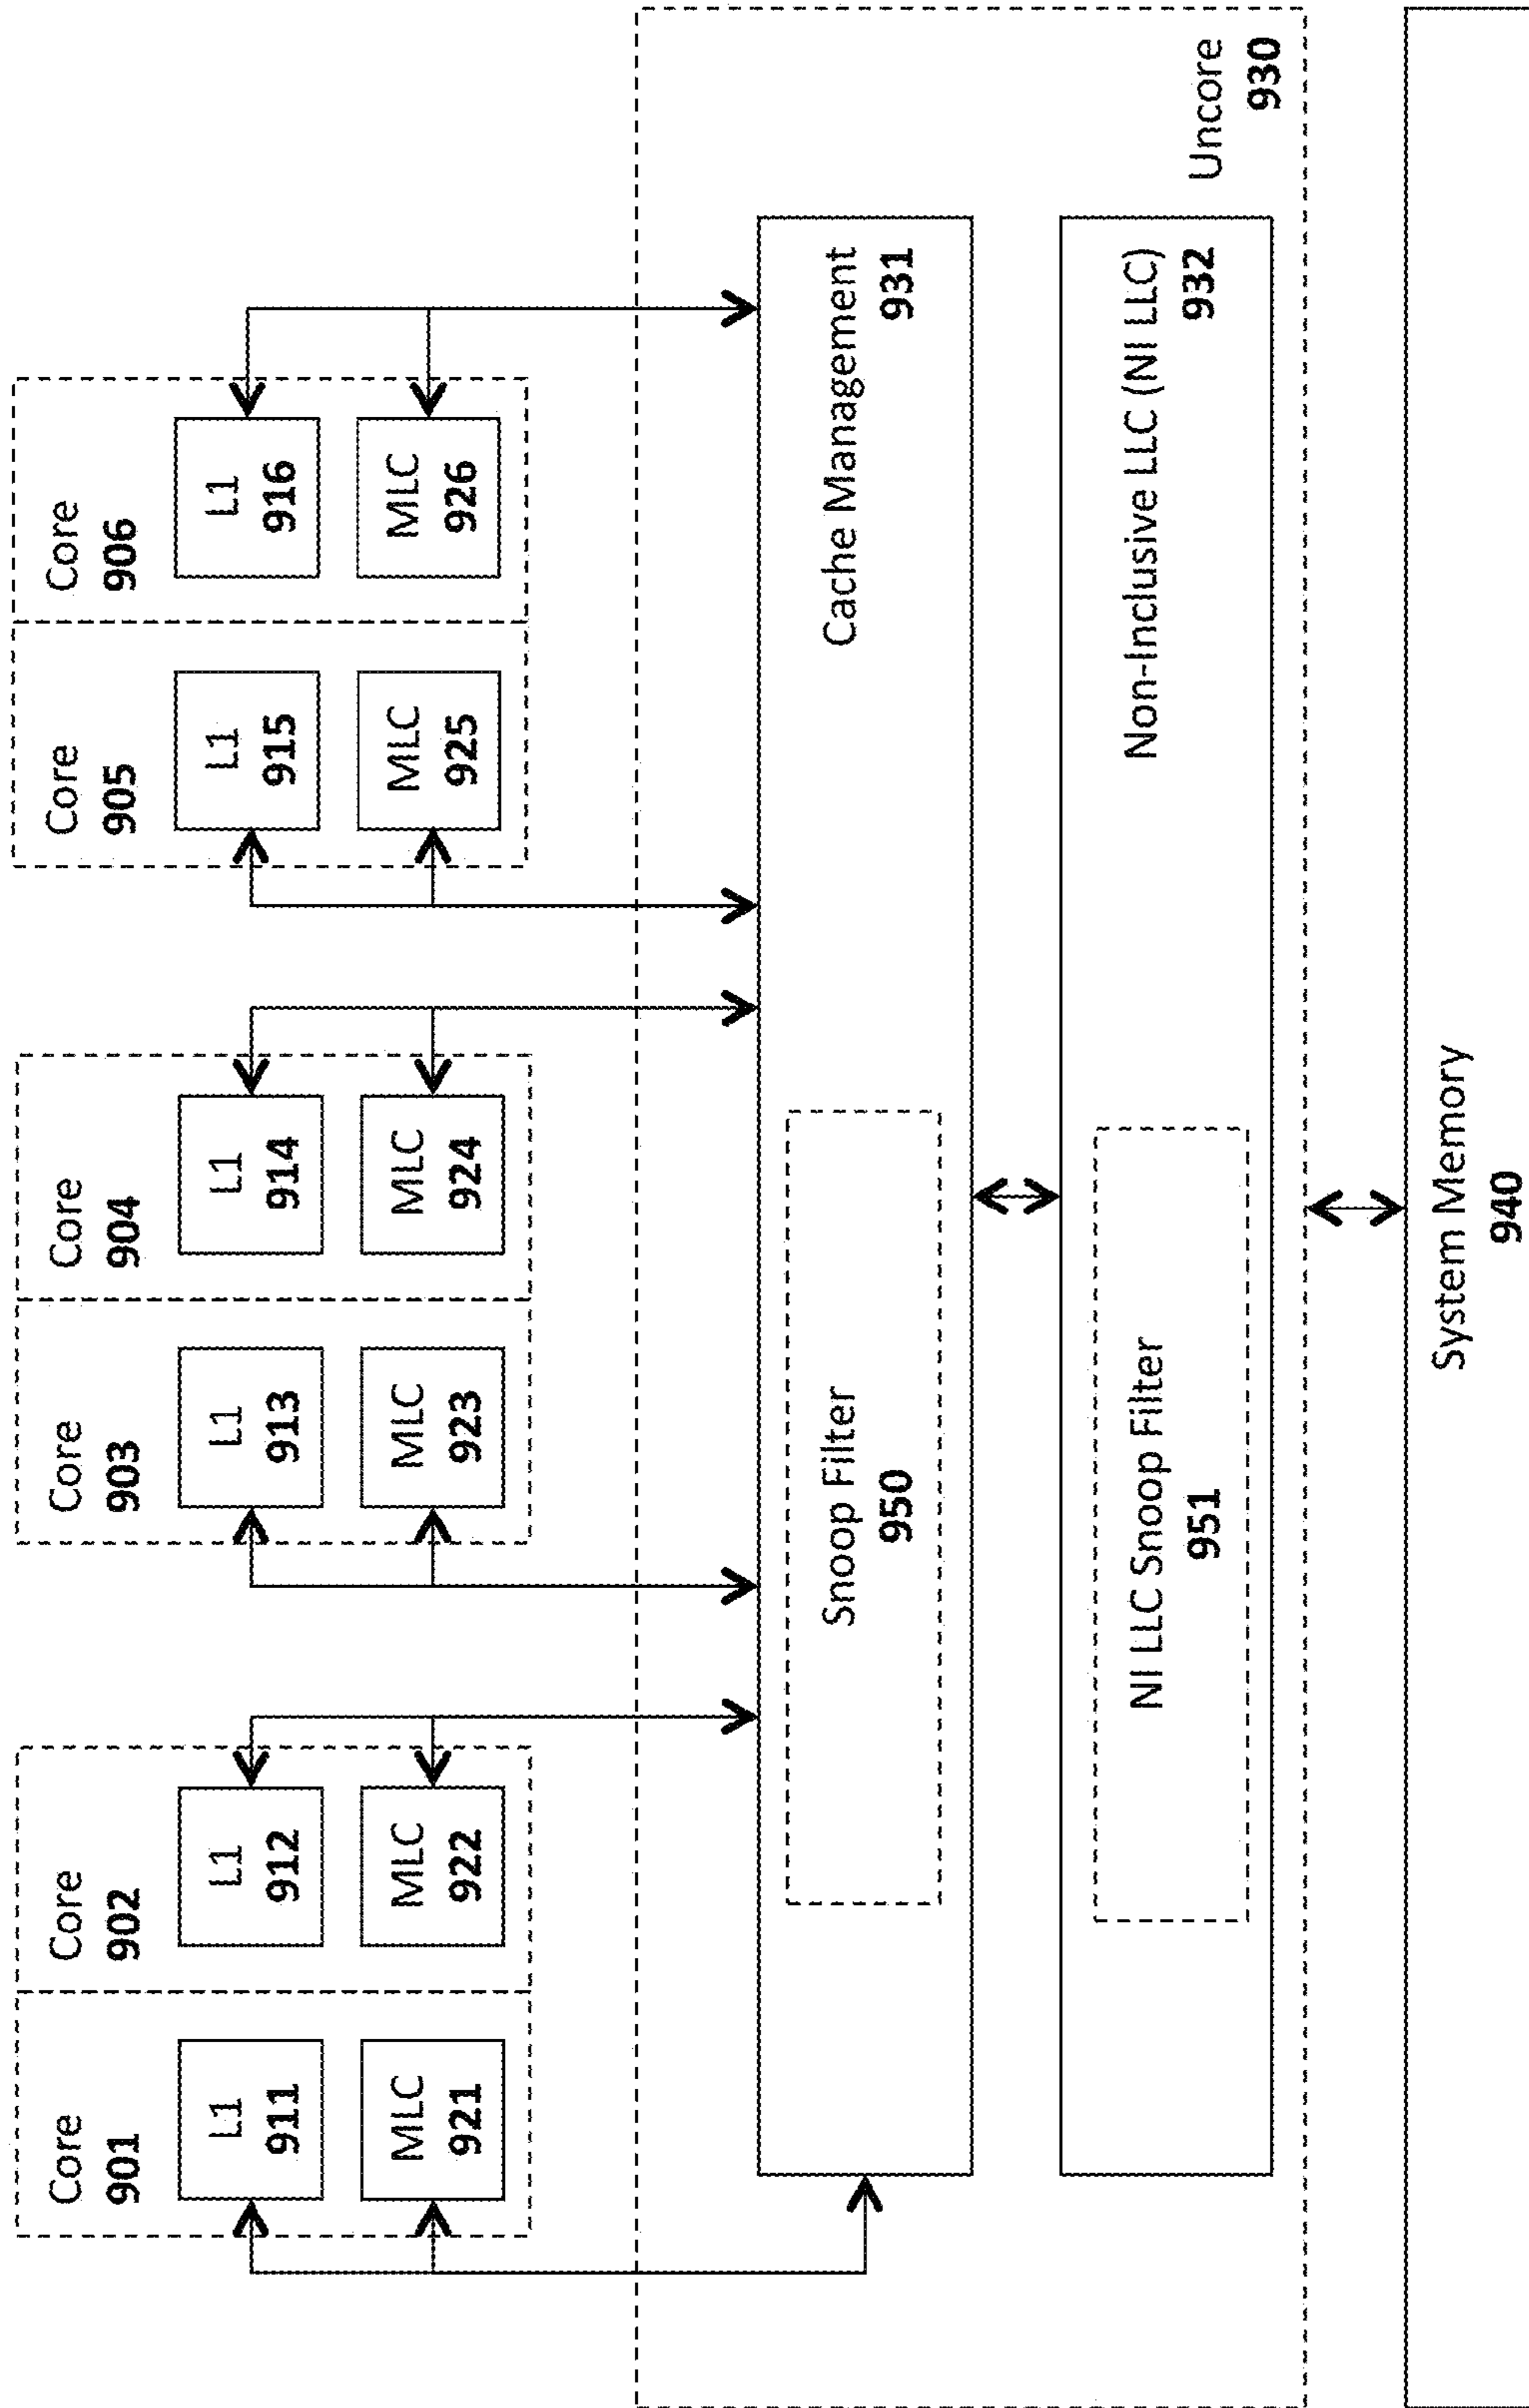 Core
901
L1
911
MLC
921
Core
902
L1
912
MLC
922
Core
903
L1
913
MLC
923
Core
904
L1
914
MLC
924
Core
905
L1
915
MLC
925
Core
906
L1
916
MLC
926
Snoop Filter
950
Cache Management
931
NI LLC Snoop Filter
951
Non-Inclusive LLC (NI LLC)
932
Uncore
930
System Memory
940